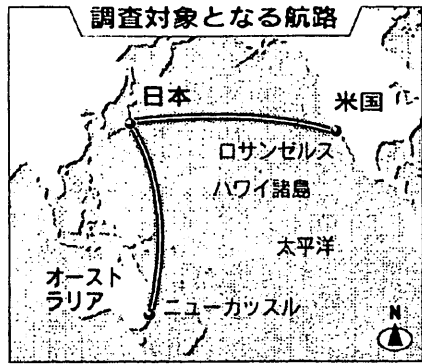 調査対象となる航路
日本
米国
ロサンゼルス
ハワイ諸島
太平洋
オースト
ラリア
ニューカッスル
N